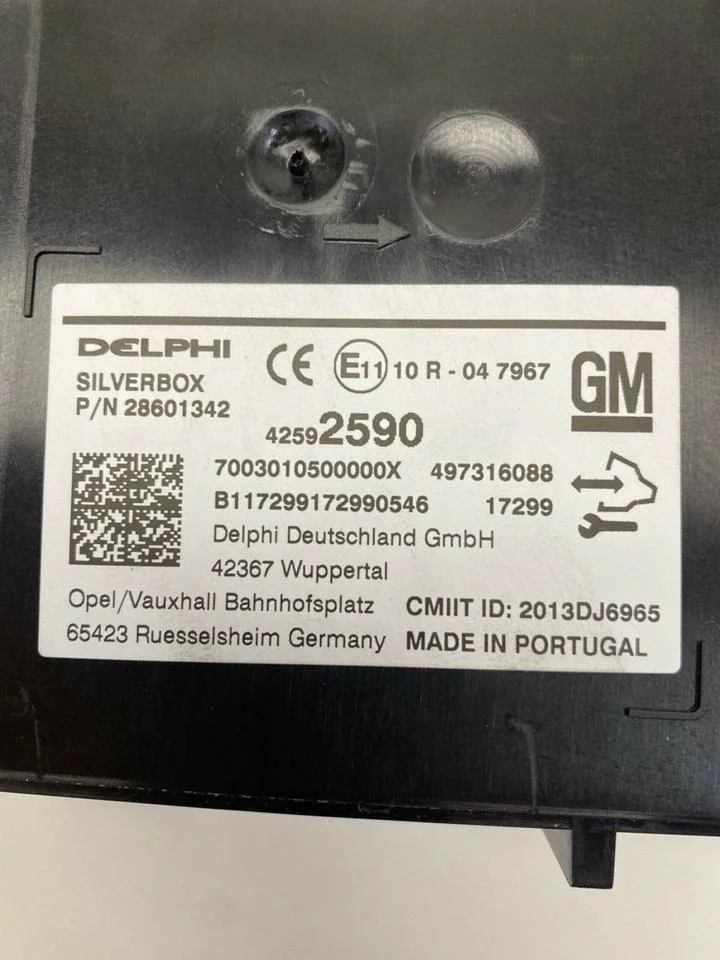 DELPHI
SILVERBOX
P/N 28601342
CE E11 10 R - 04 7967
GM
42592590
7003010500000X 497316088
B117299172990546 17299
Delphi Deutschland GmbH
42367 Wuppertal
Opel/Vauxhall Bahnhofsplatz
65423 Ruesselsheim Germany
CMIIT ID: 2013DJ6965
MADE IN PORTUGAL